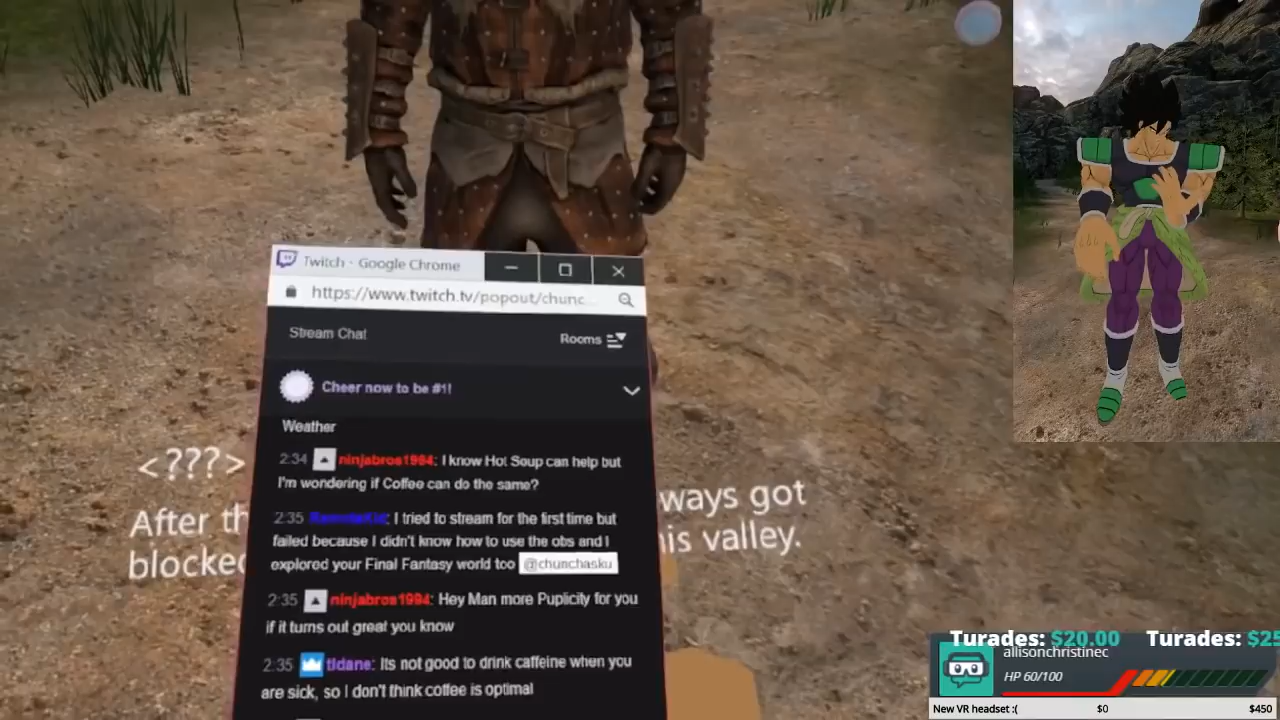 Twitch - Google Chrome
https://www.twitch.tv/popout/chunc...
Stream Chat
Rooms
Cheer now to be #1!
Weather
2:34 ninjabros1994: I know Hot Soup can help but
I'm wondering if Coffee can do the same?
2:35 : I tried to stream for the first time but
failed because I didn't know how to use the obs and I
explored your Final Fantasy world too @chunchasku
2:35 ninjabros1994: Hey Man more Puplicity for you
if it turns out great you know
2:35 tidane: Its not good to drink caffeine when you
are sick, so I don't think coffee is optimal
<???>
After th ways got
blocked his valley.
Turades: $20.00 Turades: $25
allisonchristinec
HP 60/100
New VR headset :( $0 $450